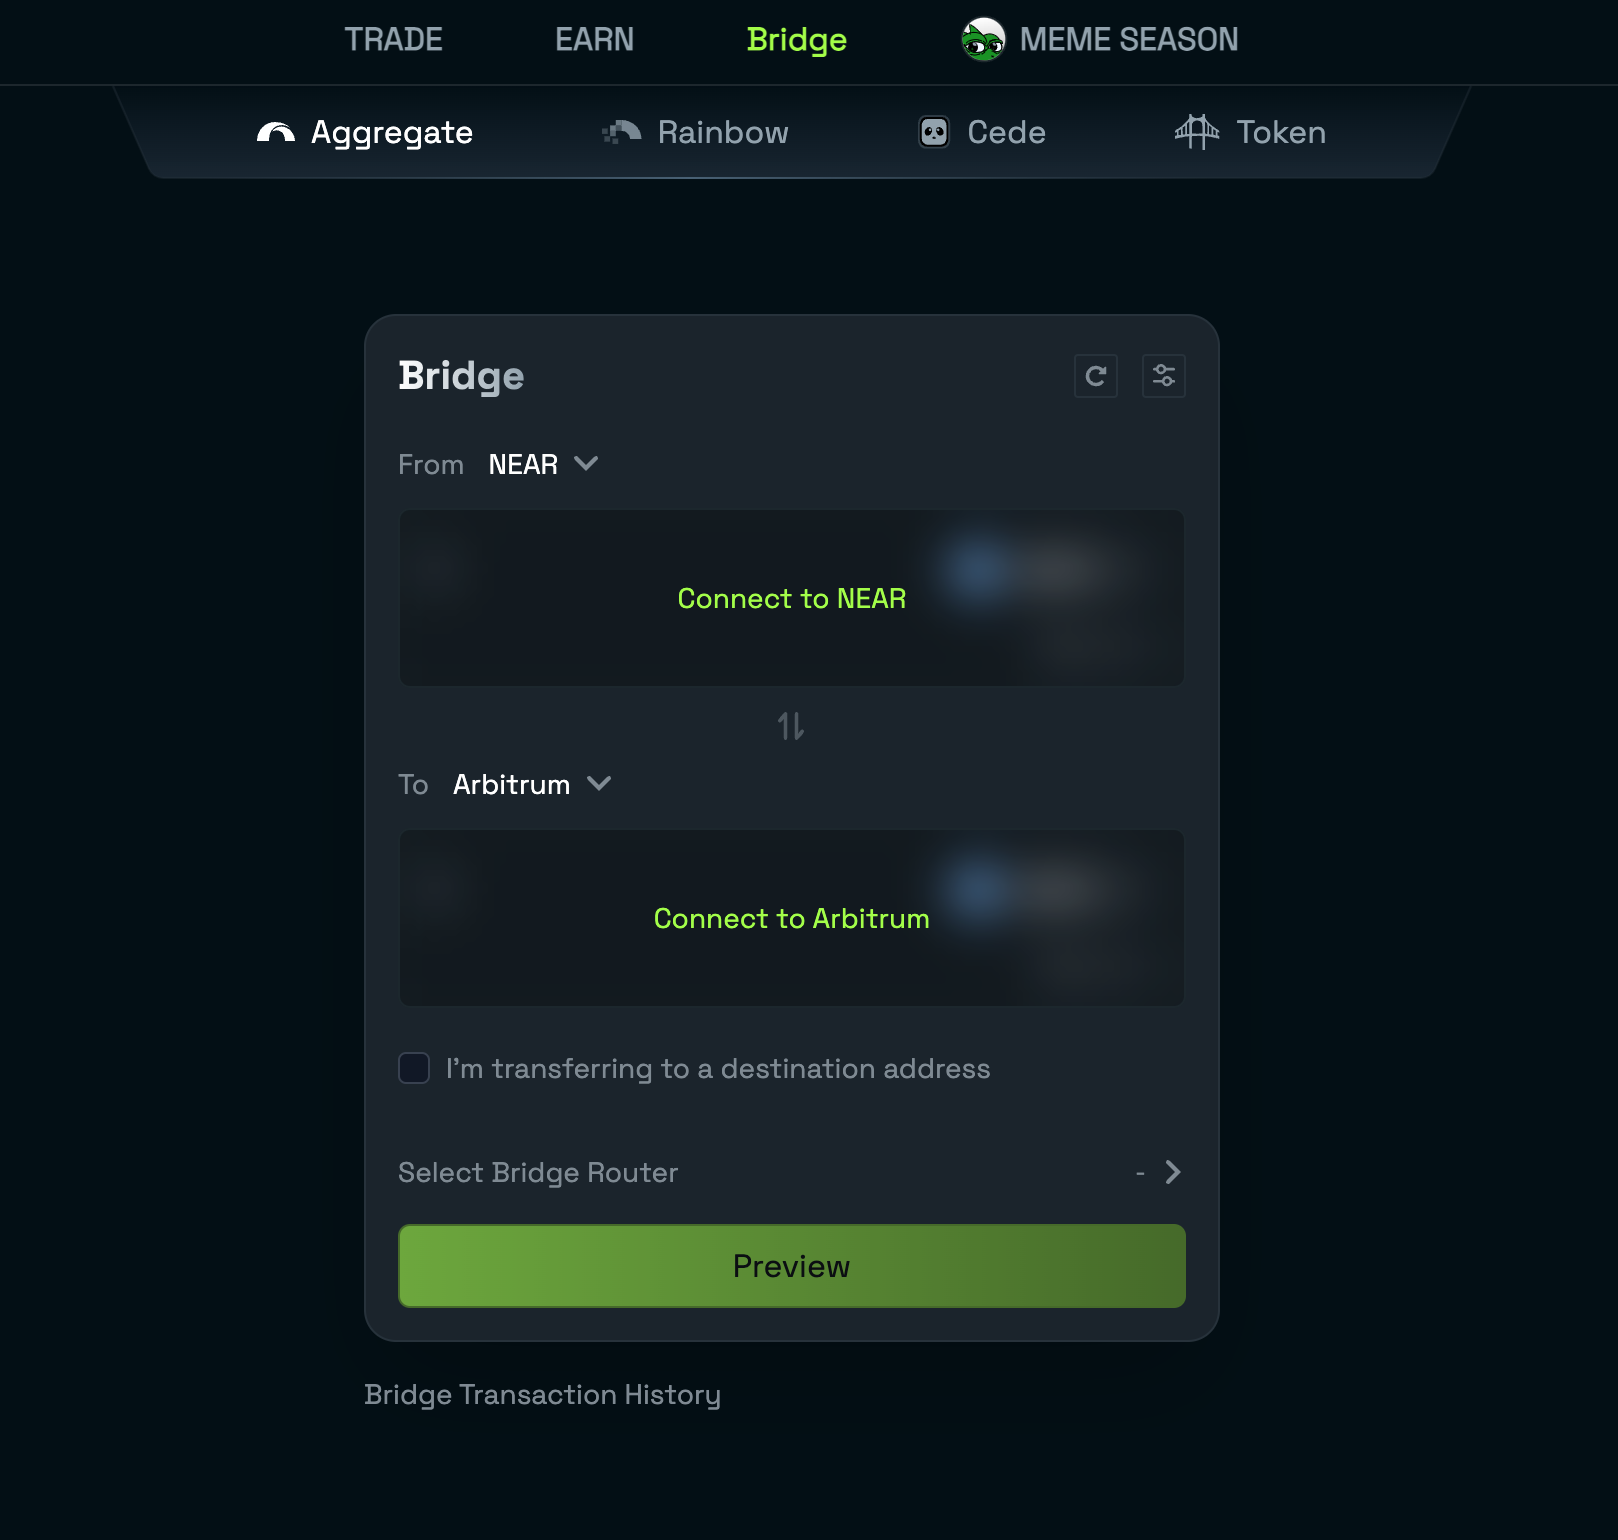 TRADE
EARN
Bridge
MEME SEASON
Aggregate
Rainbow
Cede
Token
Bridge
From NEAR
Connect to NEAR
To Arbitrum
Connect to Arbitrum
I'm transferring to a destination address
Select Bridge Router -
Preview
Bridge Transaction History